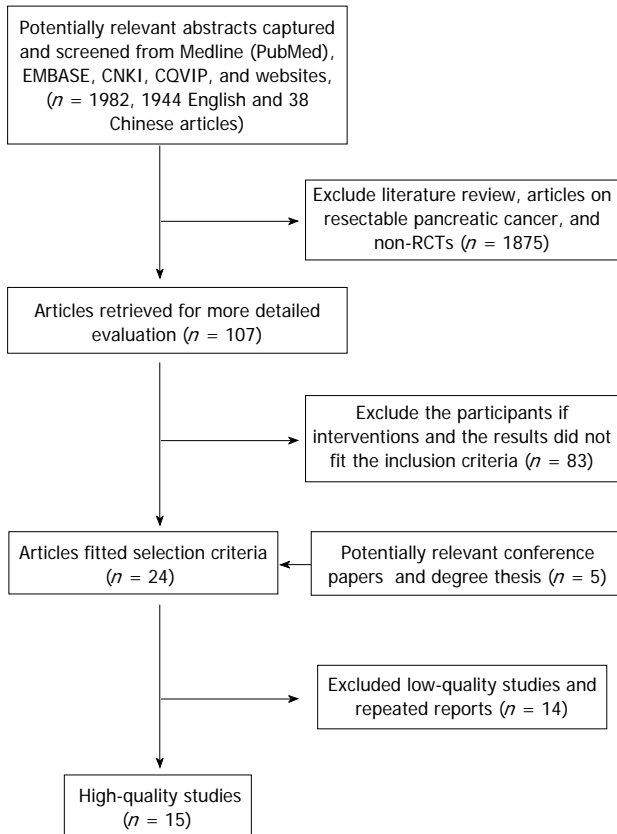 Potentially relevant abstracts captured
and screened from Medline (PubMed),
EMBASE, CNKI, CQVIP, and websites,
(n = 1982, 1944 English and 38
Chinese articles)
Exclude literature review, articles on
resectable pancreatic cancer, and
non-RCTs (n = 1875)
Articles retrieved for more detailed
evaluation (n = 107)
Exclude the participants if
interventions and the results did not
fit the inclusion criteria (n = 83)
Articles fitted selection criteria
(n = 24)
Potentially relevant conference
papers and degree thesis (n = 5)
Excluded low-quality studies and
repeated reports (n = 14)
High-quality studies
(n = 15)